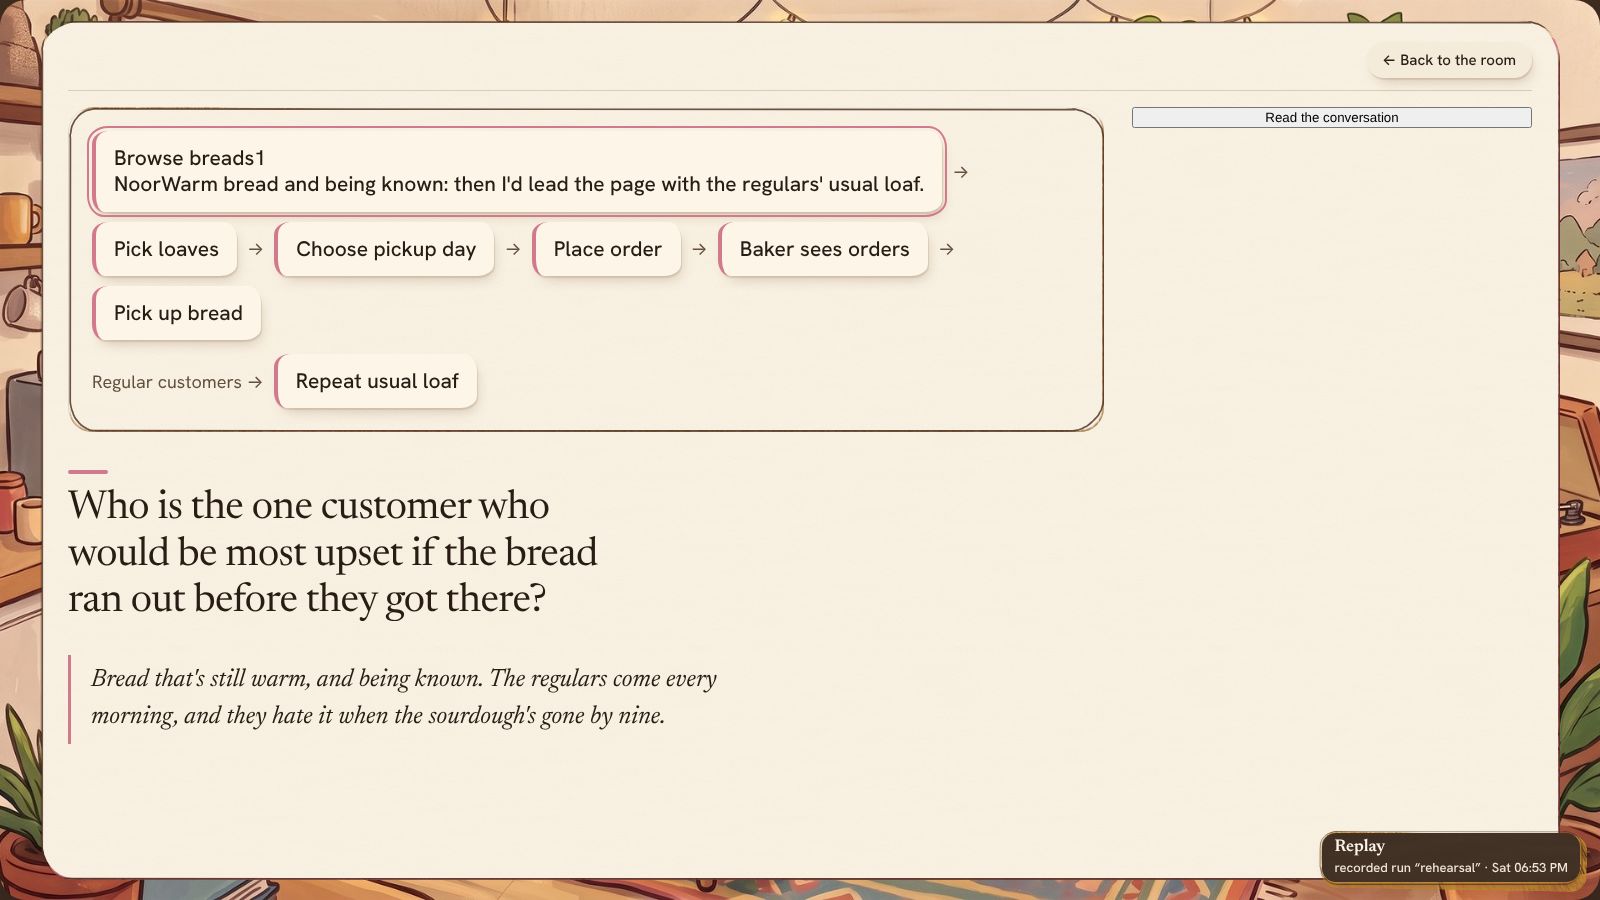 ← Back to the room
Browse breads1
NoorWarm bread and being known: then I'd lead the page with the regulars' usual loaf.
→
Read the conversation
Pick loaves → Choose pickup day → Place order → Baker sees orders →
Pick up bread
Regular customers → Repeat usual loaf
Who is the one customer who
would be most upset if the bread
ran out before they got there?
Bread that's still warm, and being known. The regulars come every
morning, and they hate it when the sourdough's gone by nine.
Replay
recorded run “rehearsal” · Sat 06:53 PM